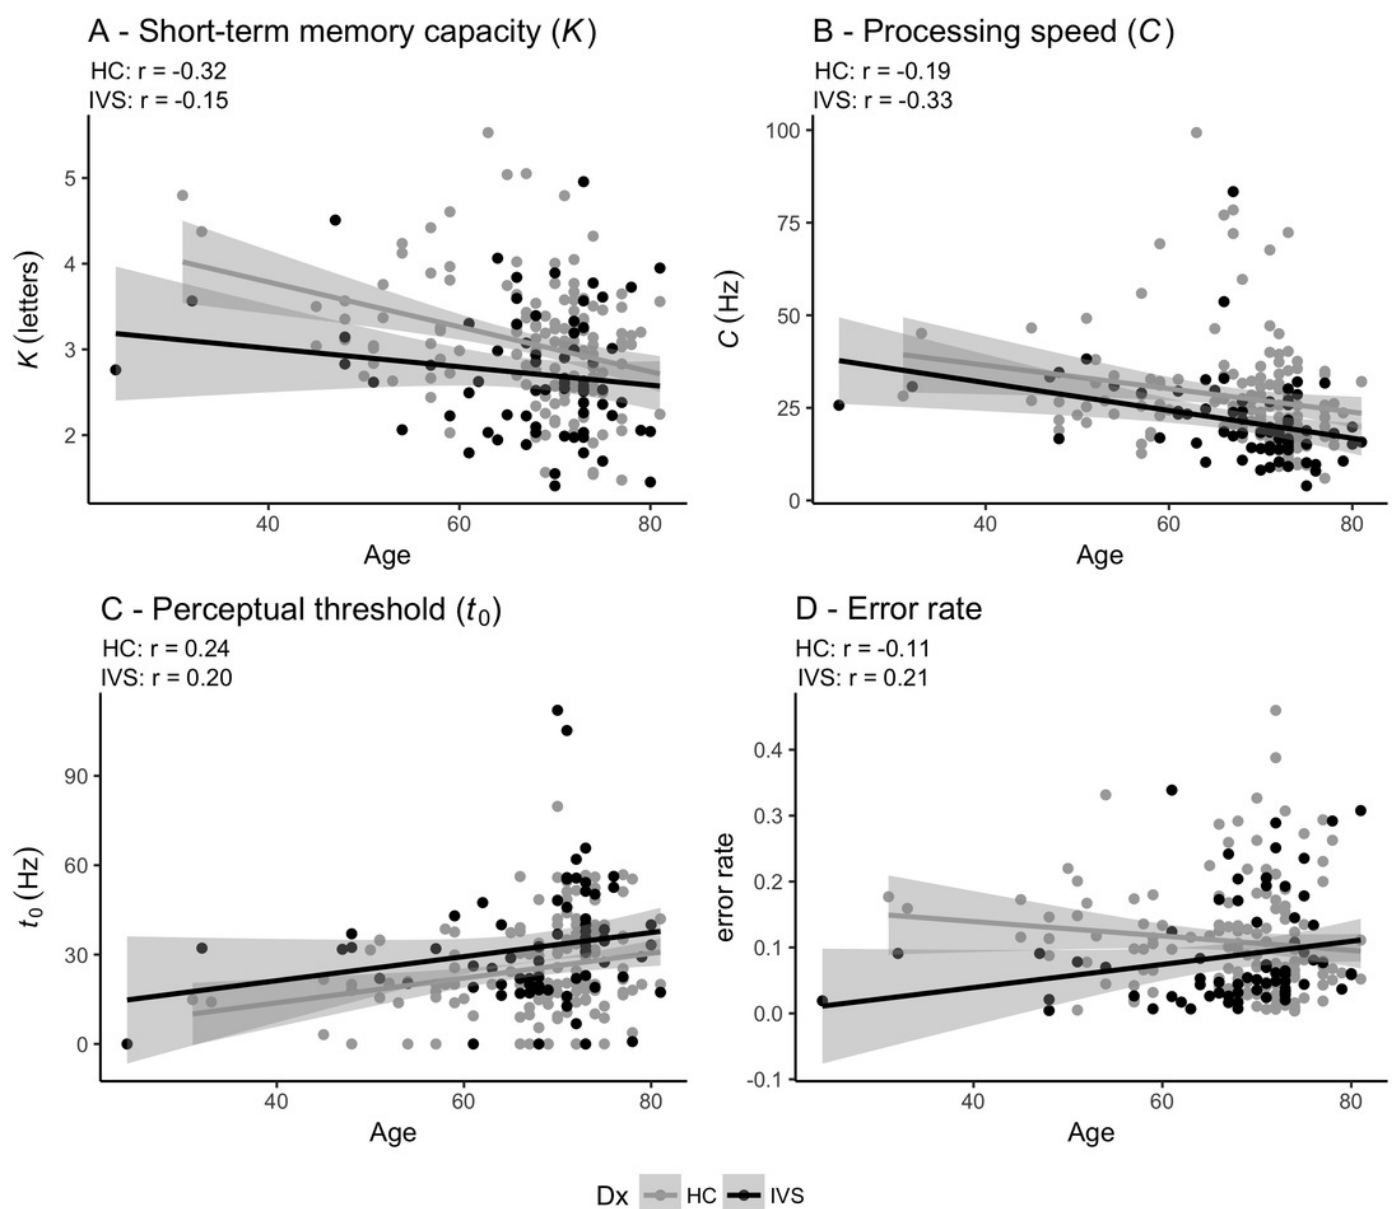 A - Short-term memory capacity (K)
HC: r = -0.32
IVS: r = -0.15
5
4
3
2
K (letters)
40 60 80
Age
B - Processing speed (C)
HC: r = -0.19
IVS: r = -0.33
100
75
50
25
0
C (Hz)
40 60 80
Age
C - Perceptual threshold (t0)
HC: r = 0.24
IVS: r = 0.20
90
60
30
0
t0 (Hz)
40 60 80
Age
D - Error rate
HC: r = -0.11
IVS: r = 0.21
0.4
0.3
0.2
0.1
0.0
-0.1
error rate
40 60 80
Age
Dx HC IVS